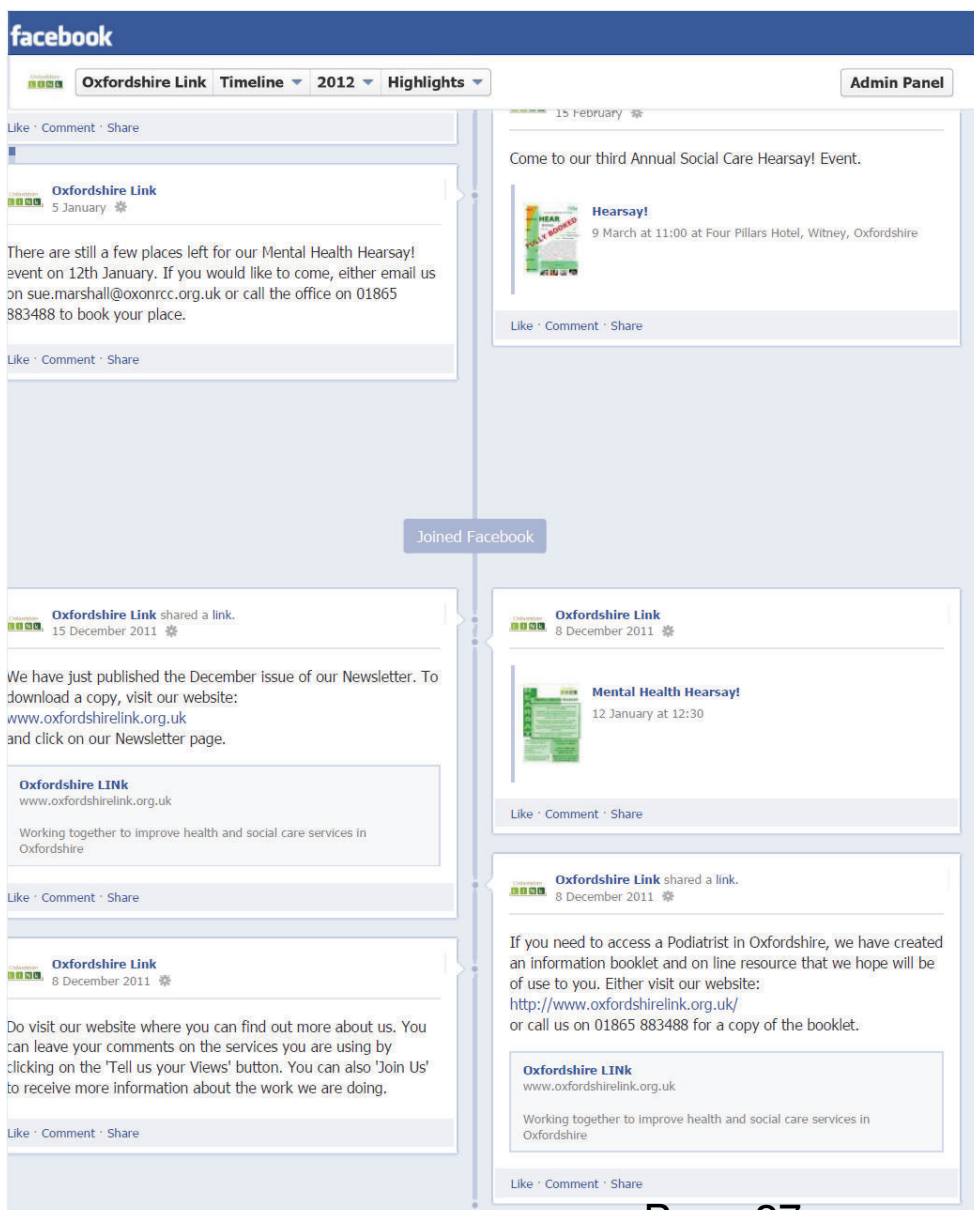 facebook
Oxfordshire Link Timeline 2012 Highlights Admin Panel
Like · Comment · Share
Oxfordshire Link
5 January
There are still a few places left for our Mental Health Hearsay!
event on 12th January. If you would like to come, either email us
on sue.marshall@oxonrcc.org.uk or call the office on 01865
883488 to book your place.
Like · Comment · Share
15 February
Come to our third Annual Social Care Hearsay! Event.
HEAR
FULLY BOOKED
Hearsay!
9 March at 11:00 at Four Pillars Hotel, Witney, Oxfordshire
Like · Comment · Share
Joined Facebook
Oxfordshire Link shared a link.
15 December 2011
We have just published the December issue of our Newsletter. To
download a copy, visit our website:
www.oxfordshirelink.org.uk
and click on our Newsletter page.
Oxfordshire LINk
www.oxfordshirelink.org.uk
Working together to improve health and social care services in
Oxfordshire
Like · Comment · Share
Oxfordshire Link
8 December 2011
Do visit our website where you can find out more about us. You
can leave your comments on the services you are using by
clicking on the 'Tell us your Views' button. You can also 'Join Us'
to receive more information about the work we are doing.
Like · Comment · Share
Oxfordshire Link
8 December 2011
Mental Health Hearsay!
12 January at 12:30
Like · Comment · Share
Oxfordshire Link shared a link.
8 December 2011
If you need to access a Podiatrist in Oxfordshire, we have created
an information booklet and on line resource that we hope will be
of use to you. Either visit our website:
http://www.oxfordshirelink.org.uk/
or call us on 01865 883488 for a copy of the booklet.
Oxfordshire LINk
www.oxfordshirelink.org.uk
Working together to improve health and social care services in
Oxfordshire
Like · Comment · Share